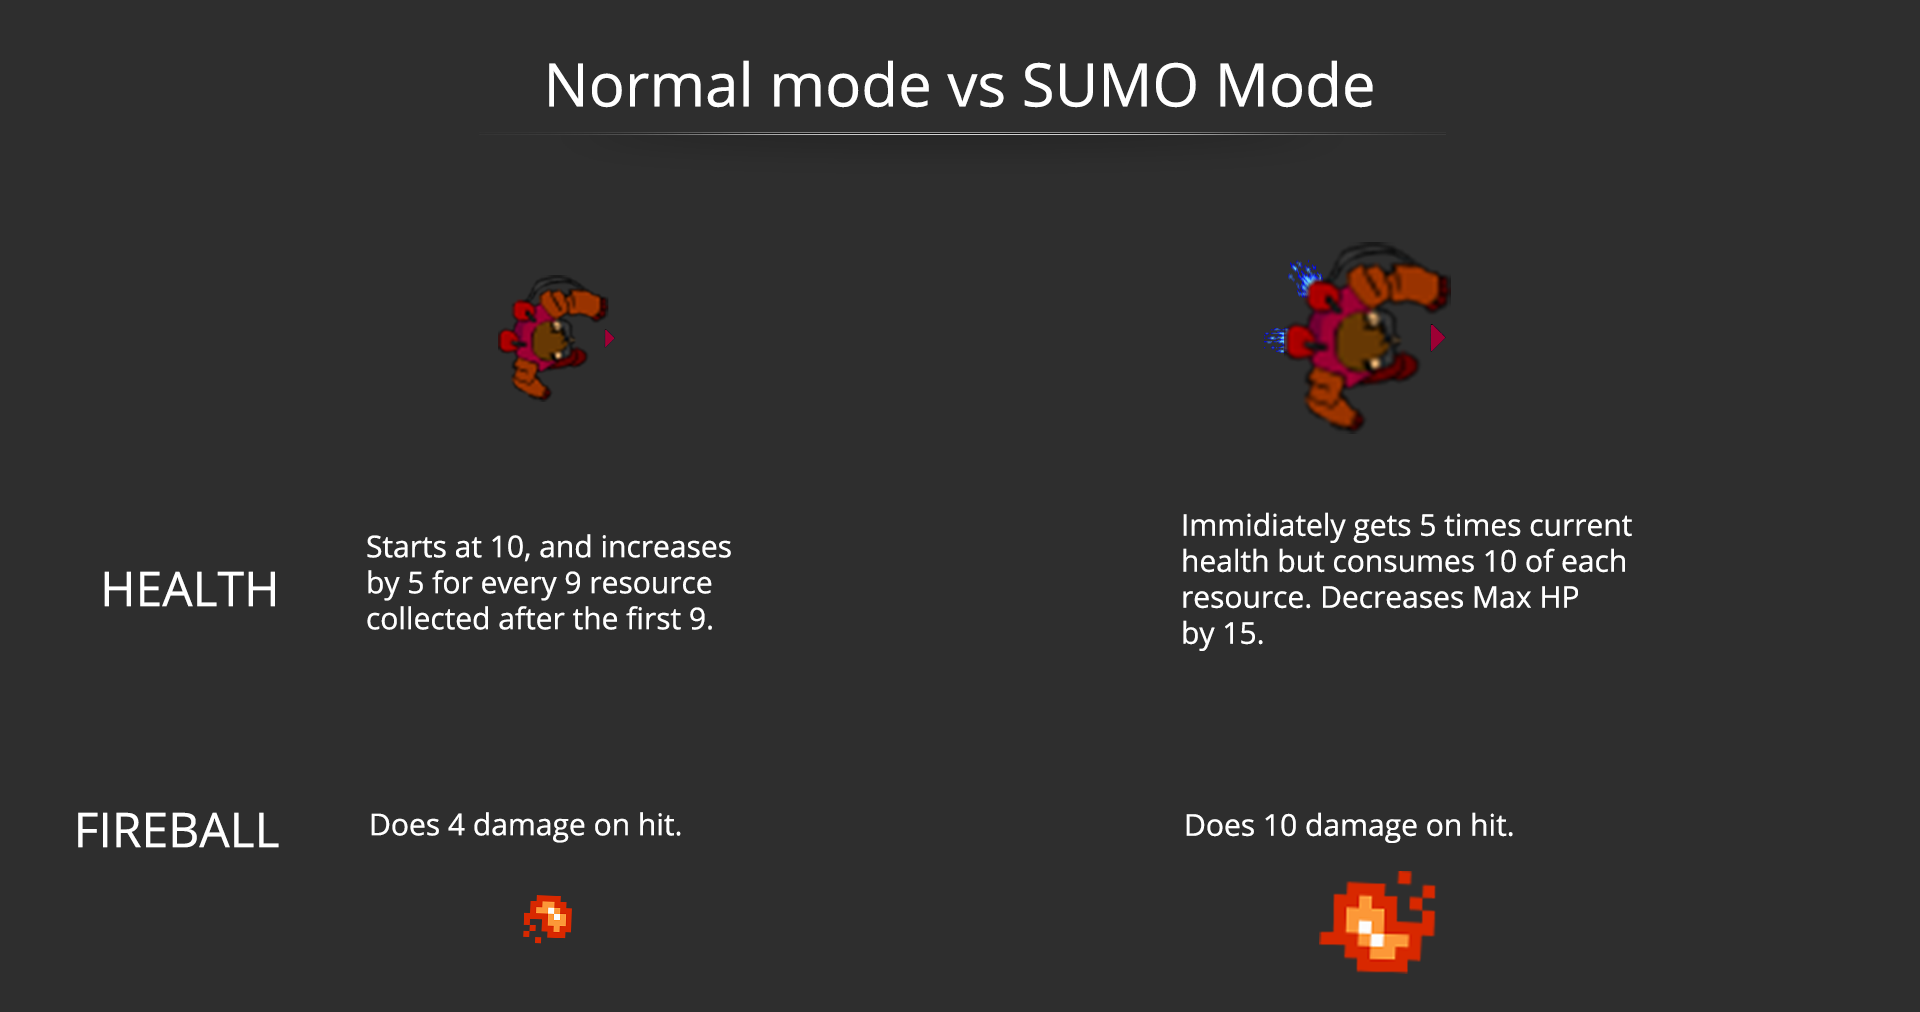 Normal mode vs SUMO Mode
HEALTH
Starts at 10, and increases
by 5 for every 9 resource
collected after the first 9.
Immidiately gets 5 times current
health but consumes 10 of each
resource. Decreases Max HP
by 15.
FIREBALL
Does 4 damage on hit.
Does 10 damage on hit.